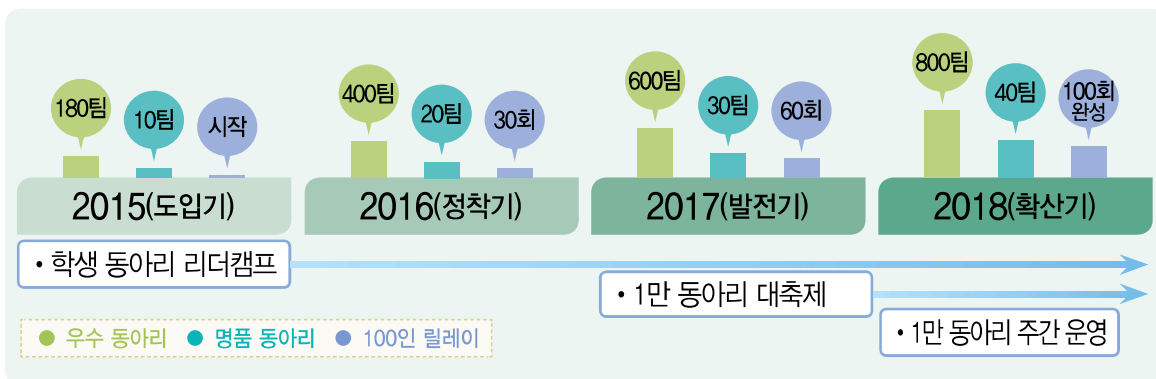 180팀
10팀
시작
400팀
20팀
30회
600팀
30팀
60회
800팀
40팀
100회
완성
2015(도입기)
2016(정착기)
2017(발전기)
2018(확산기)
• 학생 동아리 리더캠프
• 1만 동아리 대축제
• 1만 동아리 주간 운영
● 우수 동아리 ● 명품 동아리 ● 100인 릴레이